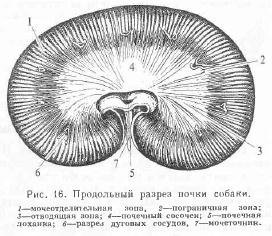 1
2
3
4
5
6
7
Рис. 16. Продольный разрез почки собаки.
1—мочеотделительная зона, 2—пограничная зона;
3—отводящая зона; 4—почечный сосочек; 5—почечная
лоханка; 6—разрез дуговых сосудов, 7—мочеточник.